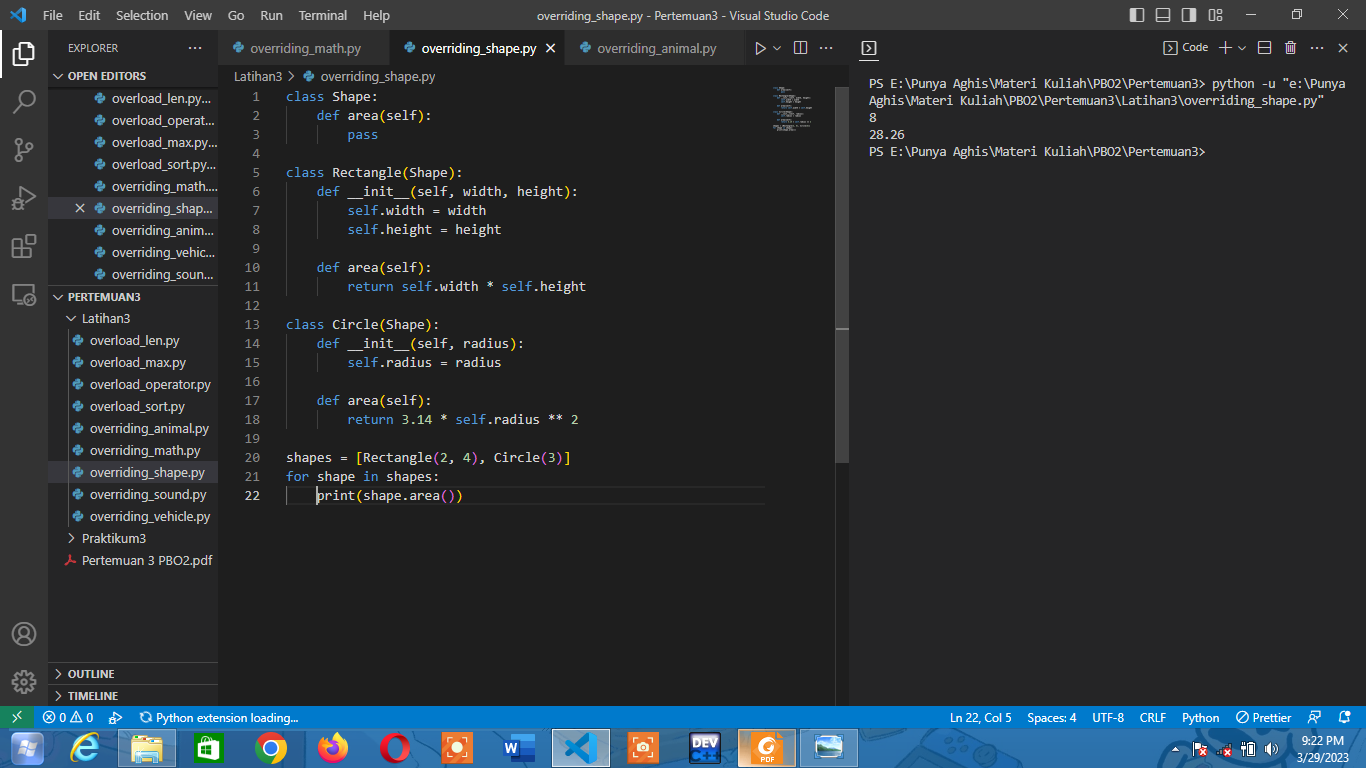 File Edit Selection View Go Run Terminal Help
overriding_shape.py - Pertemuan3 - Visual Studio Code
EXPLORER
OPEN EDITORS
overload_len.py...
overload_operat...
overload_max.py...
overload_sort.py...
overriding_math....
overriding_shap...
overriding_anim...
overriding_vehic...
overriding_soun...
PERTEMUAN3
Latihan3
overload_len.py
overload_max.py
overload_operator.py
overload_sort.py
overriding_animal.py
overriding_math.py
overriding_shape.py
overriding_sound.py
overriding_vehicle.py
Praktikum3
Pertemuan 3 PBO2.pdf
OUTLINE
TIMELINE
overriding_math.py overriding_shape.py overriding_animal.py
Latihan3 > overriding_shape.py
1 class Shape:
2     def area(self):
3         pass
4
5 class Rectangle(Shape):
6     def __init__(self, width, height):
7         self.width = width
8         self.height = height
9
10     def area(self):
11         return self.width * self.height
12
13 class Circle(Shape):
14     def __init__(self, radius):
15         self.radius = radius
16
17     def area(self):
18         return 3.14 * self.radius ** 2
19
20 shapes = [Rectangle(2, 4), Circle(3)]
21 for shape in shapes:
22     print(shape.area())
Code
PS E:\Punya Aghis\Materi Kuliah\PBO2\Pertemuan3> python -u "e:\Punya
Aghis\Materi Kuliah\PBO2\Pertemuan3\Latihan3\overriding_shape.py"
8
28.26
PS E:\Punya Aghis\Materi Kuliah\PBO2\Pertemuan3>
0 0 Python extension loading...
Ln 22, Col 5 Spaces: 4 UTF-8 CRLF Python Prettier
W
DEV
C++
PDF
9:22 PM
3/29/2023